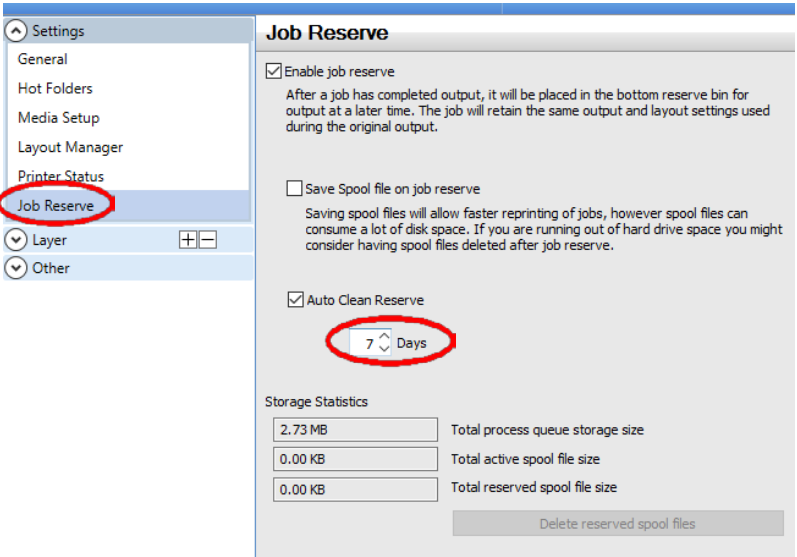 Settings
General
Hot Folders
Media Setup
Layout Manager
Printer Status
Job Reserve
Layer
Other
Job Reserve
Enable job reserve
After a job has completed output, it will be placed in the bottom reserve bin for
output at a later time. The job will retain the same output and layout settings used
during the original output.
Save Spool file on job reserve
Saving spool files will allow faster reprinting of jobs, however spool files can
consume a lot of disk space. If you are running out of hard drive space you might
consider having spool files deleted after job reserve.
Auto Clean Reserve
7 Days
Storage Statistics
2.73 MB Total process queue storage size
0.00 KB Total active spool file size
0.00 KB Total reserved spool file size
Delete reserved spool files